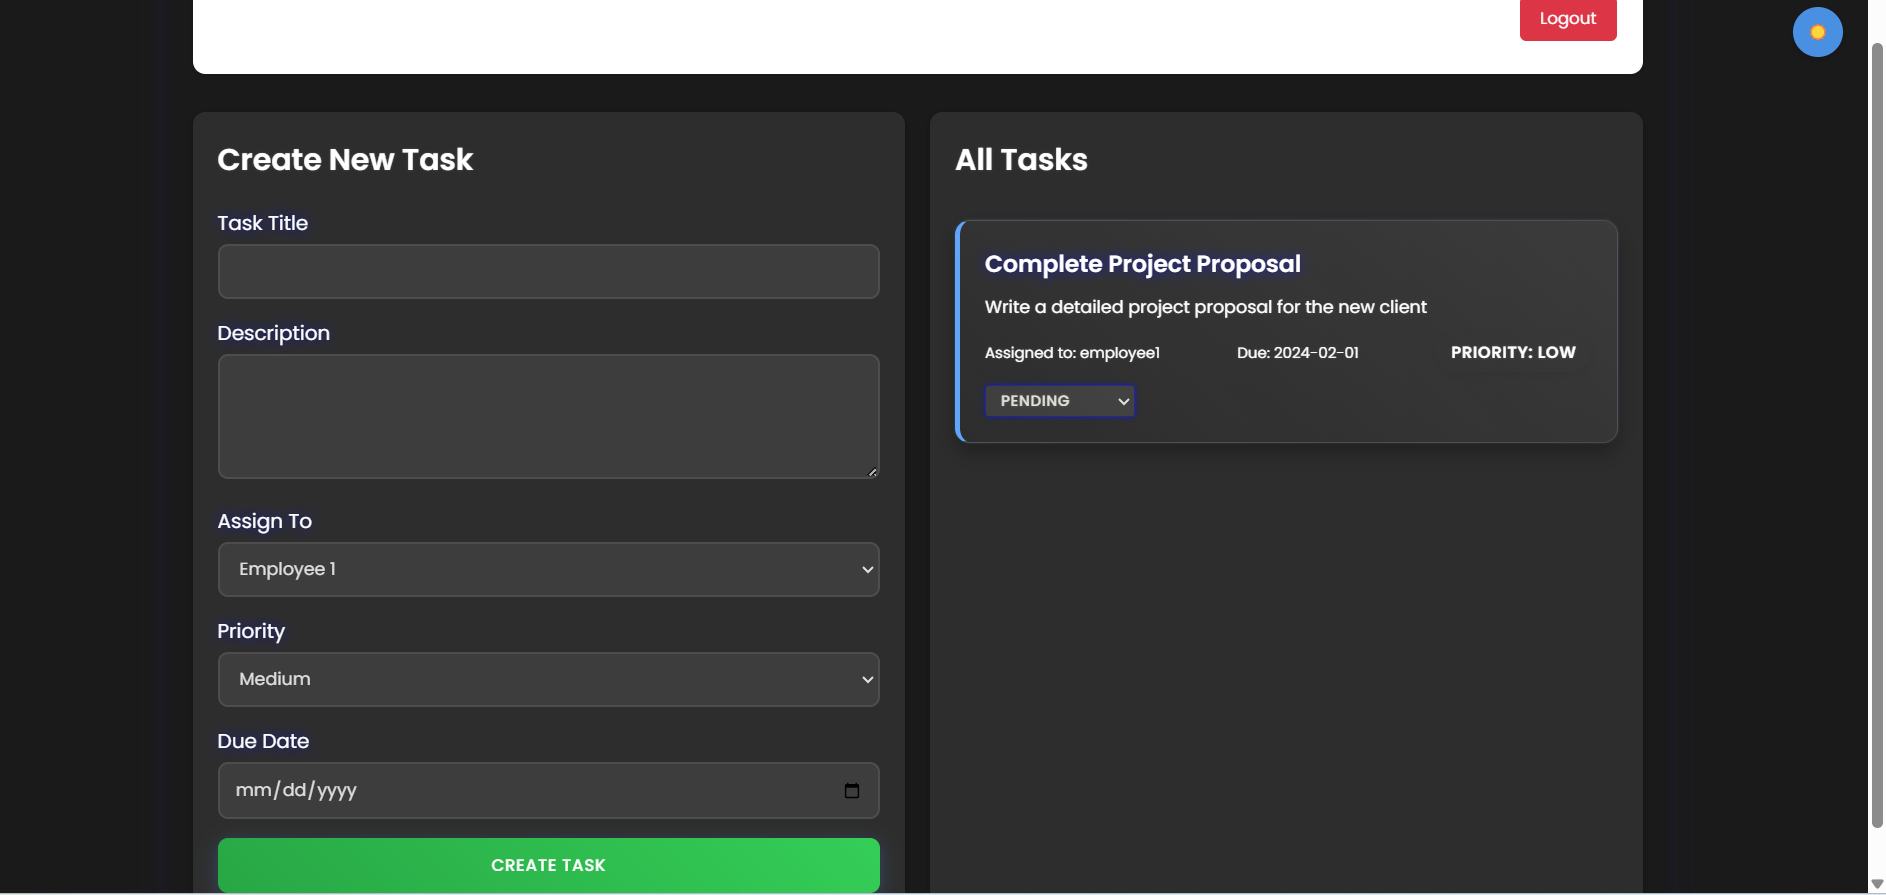 Logout
Create New Task
Task Title
Description
Assign To
Employee 1
Priority
Medium
Due Date
mm/dd/yyyy
CREATE TASK
All Tasks
Complete Project Proposal
Write a detailed project proposal for the new client
Assigned to: employee1 Due: 2024-02-01 PRIORITY: LOW
PENDING